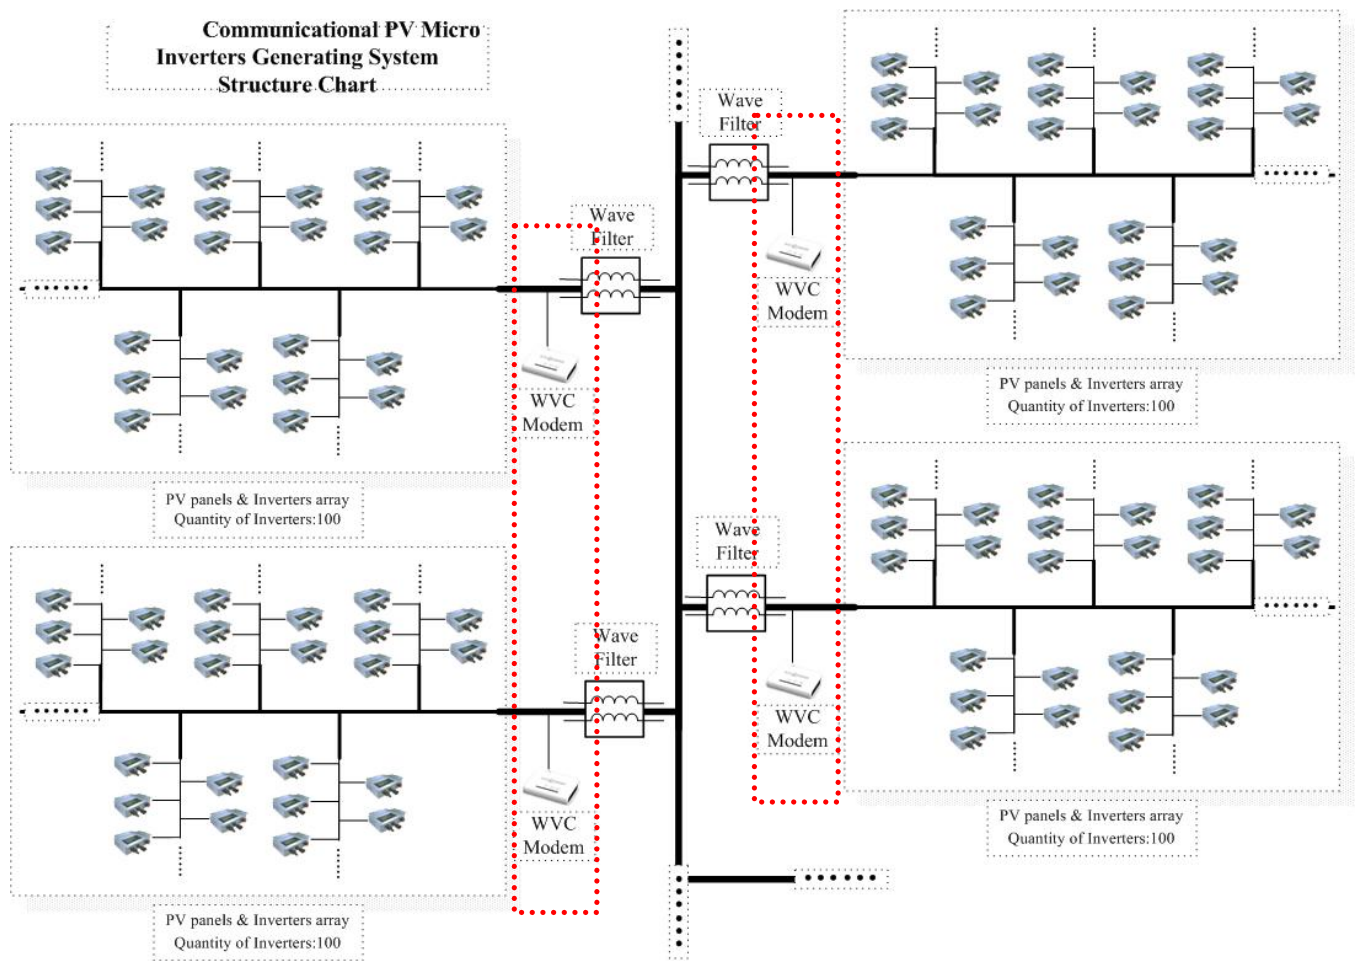 Communicational PV Micro
Inverters Generating System
Structure Chart
Wave
Filter
WVC
Modem
PV panels & Inverters array
Quantity of Inverters:100
Wave
Filter
WVC
Modem
PV panels & Inverters array
Quantity of Inverters:100
Wave
Filter
WVC
Modem
PV panels & Inverters array
Quantity of Inverters:100
Wave
Filter
WVC
Modem
PV panels & Inverters array
Quantity of Inverters:100